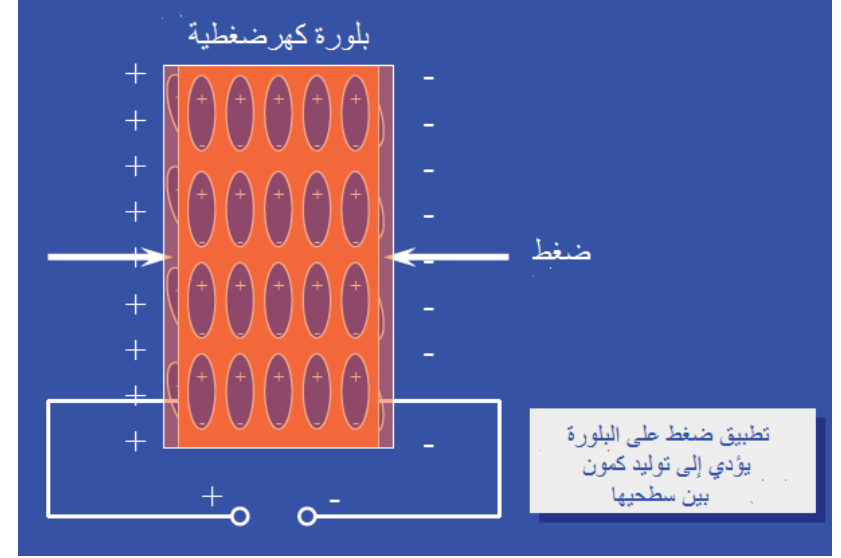 بلورة كهرضغطية
ضغط
تطبيق ضغط على البلورة
يؤدي إلى توليد كمون
بين سطحيها